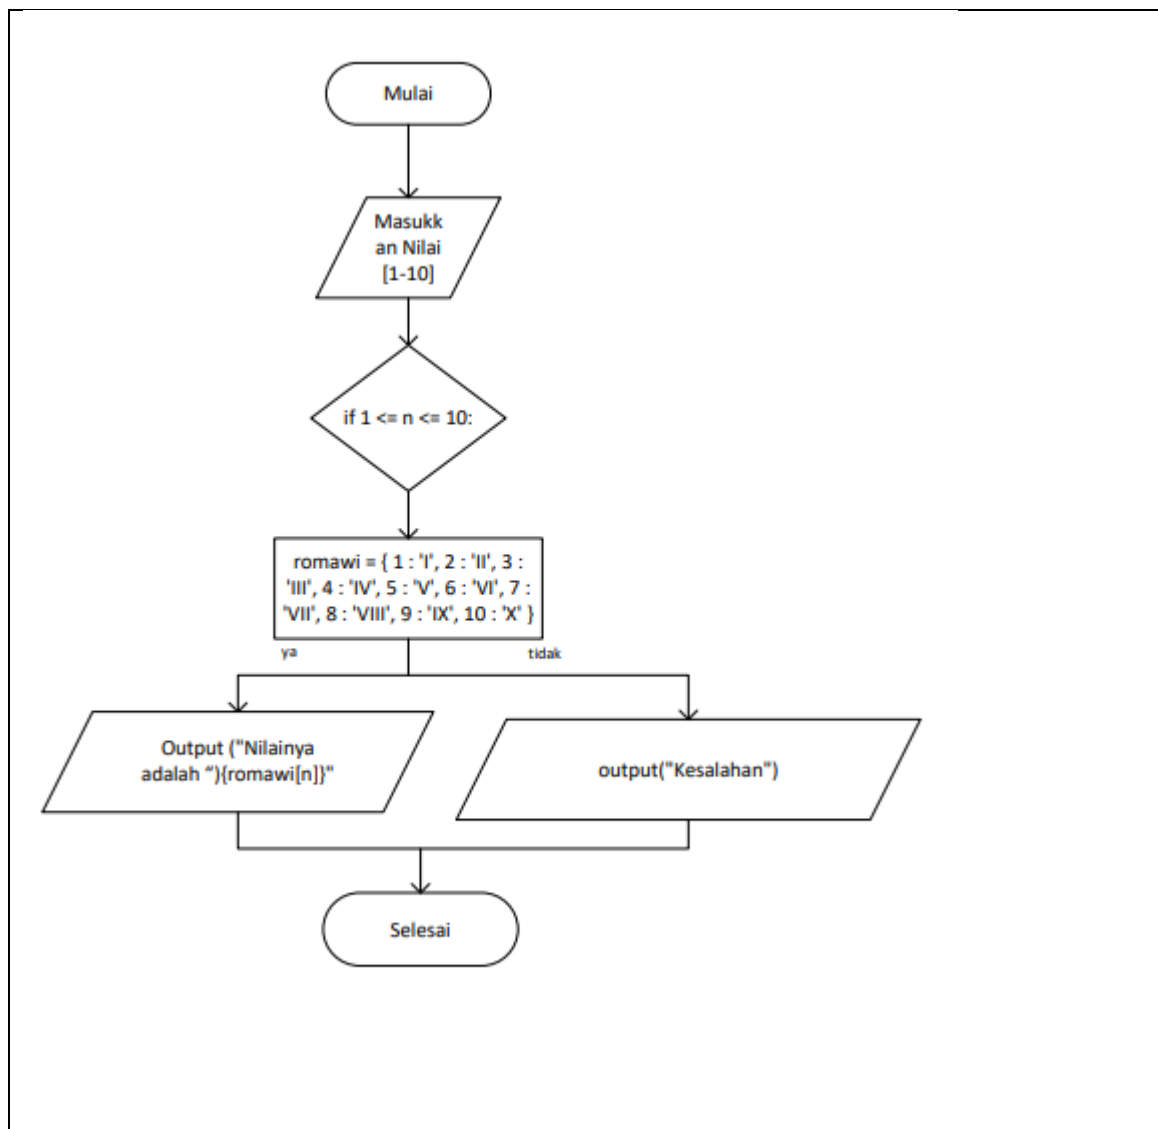 Mulai
Masukk
an Nilai
[1-10]
if 1 <= n <= 10:
romawi = { 1 : 'I', 2 : 'II', 3 :
'III', 4 : 'IV', 5 : 'V', 6 : 'VI', 7 :
'VII', 8 : 'VIII', 9 : 'IX', 10 : 'X' }
ya
tidak
Output ("Nilainya
adalah “){romawi[n]}"
output("Kesalahan")
Selesai